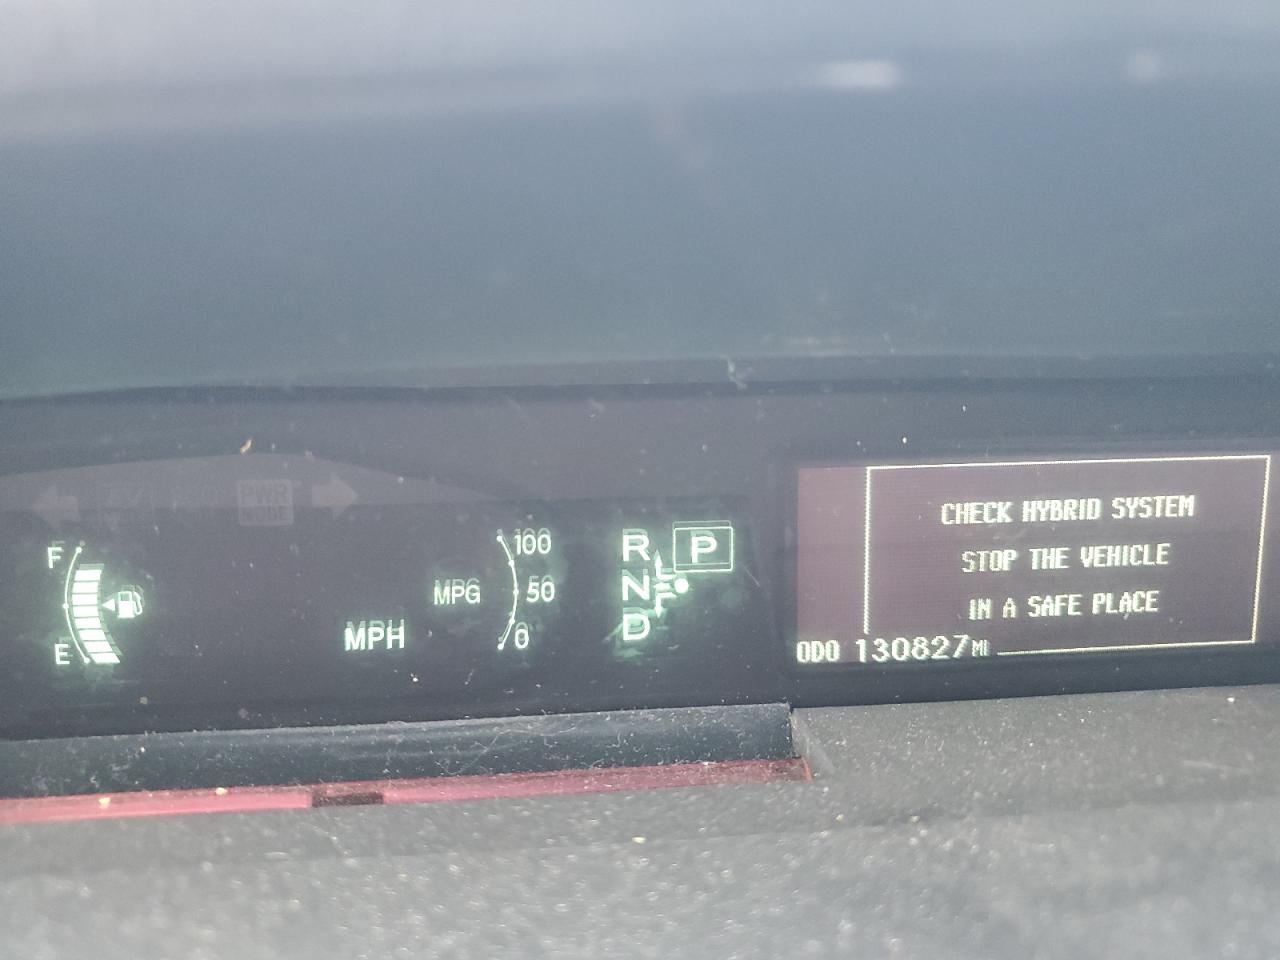 PWR
MODE
F
E
MPH
MPG
100
50
0
R
N
D
P
CHECK HYBRID SYSTEM
STOP THE VEHICLE
IN A SAFE PLACE
ODO 130827 MI